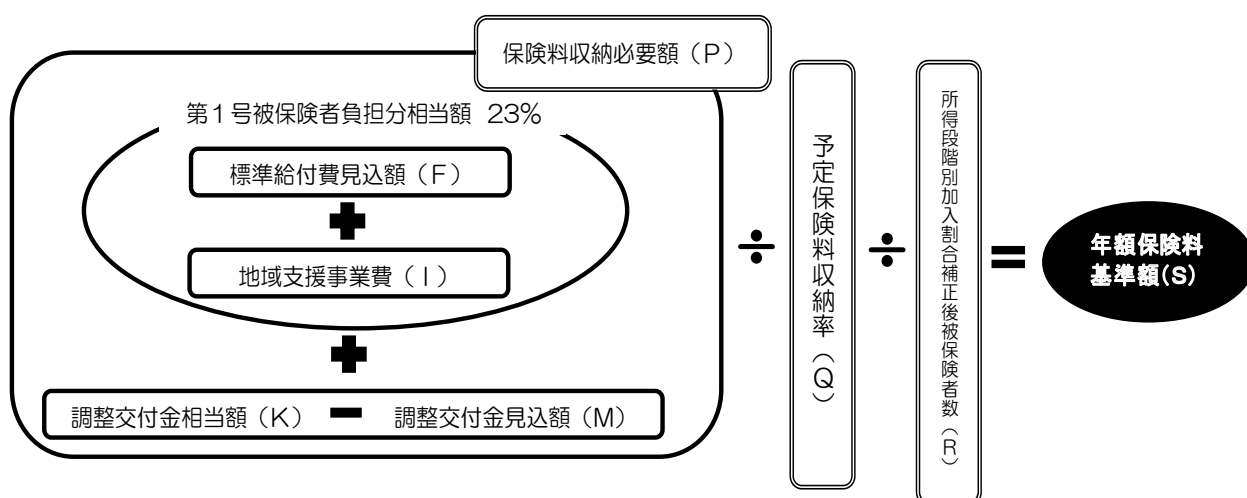 保険料収納必要額（P）
第１号被保険者負担分相当額 23%
標準給付費見込額（F）
＋
地域支援事業費（I）
＋
調整交付金相当額（K） － 調整交付金見込額（M）
÷
予定保険料収納率（Q）
÷
所得段階別加入割合補正後被保険者数（R）
＝
年額保険料
基準額(S)